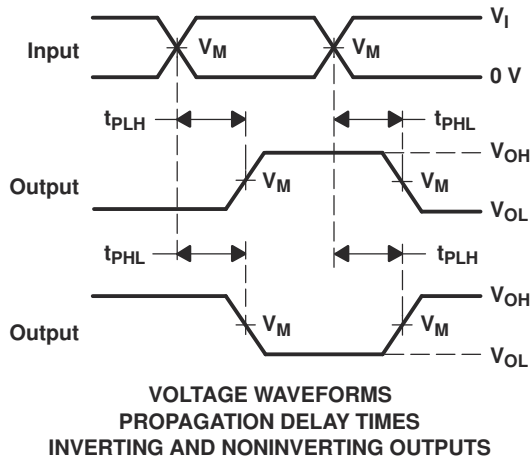 V_I
Input V_M V_M
0 V
t_PLH t_PHL
V_OH
Output V_M V_M
V_OL
t_PHL t_PLH
V_OH
Output V_M V_M
V_OL
VOLTAGE WAVEFORMS
PROPAGATION DELAY TIMES
INVERTING AND NONINVERTING OUTPUTS